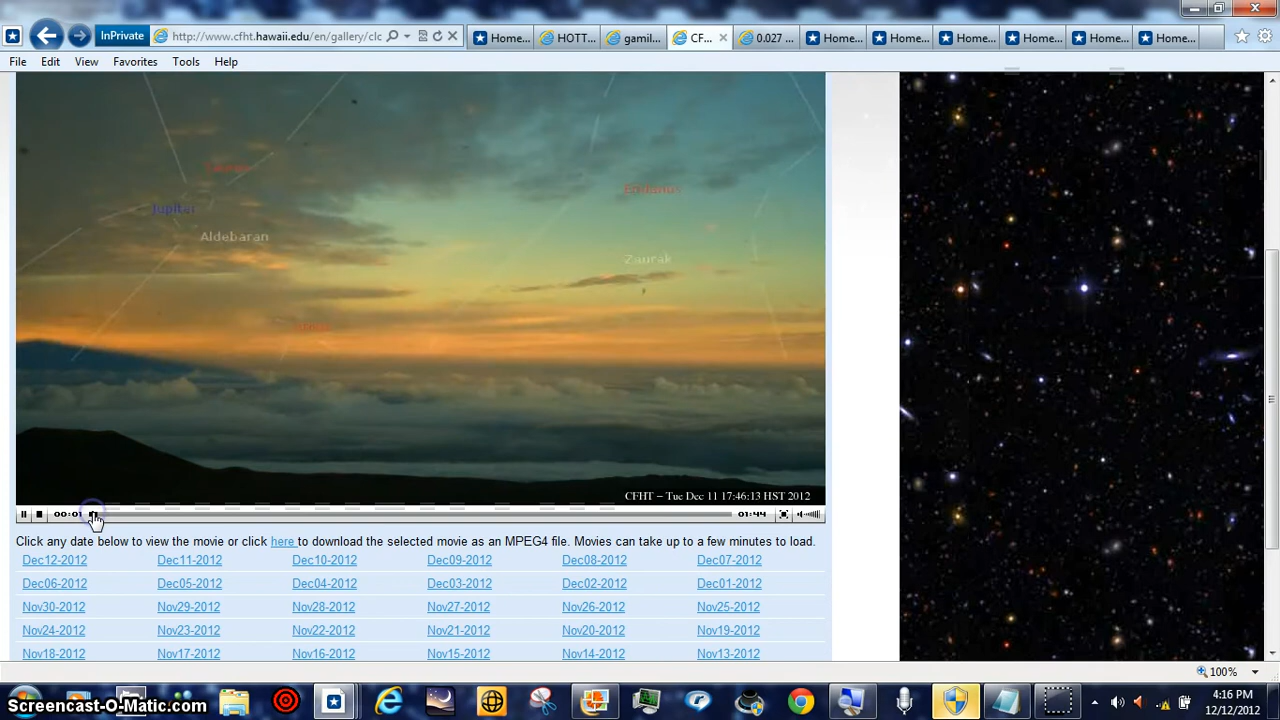 InPrivate
http://www.cfht.hawaii.edu/en/gallery/clc
Home...
HOTT...
gamil...
CF...
0.027 ...
Home...
Home...
Home...
Home...
Home...
Home...
File Edit View Favorites Tools Help
Jupiter
Aldebaran
Eridanus
Zaurak
CFHT – Tue Dec 11 17:46:13 HST 2012
00:01
01:44
Click any date below to view the movie or click here to download the selected movie as an MPEG4 file. Movies can take up to a few minutes to load.
Dec12-2012 Dec11-2012 Dec10-2012 Dec09-2012 Dec08-2012 Dec07-2012
Dec06-2012 Dec05-2012 Dec04-2012 Dec03-2012 Dec02-2012 Dec01-2012
Nov30-2012 Nov29-2012 Nov28-2012 Nov27-2012 Nov26-2012 Nov25-2012
Nov24-2012 Nov23-2012 Nov22-2012 Nov21-2012 Nov20-2012 Nov19-2012
Nov18-2012 Nov17-2012 Nov16-2012 Nov15-2012 Nov14-2012 Nov13-2012
100%
Screencast-O-Matic.com
4:16 PM
12/12/2012